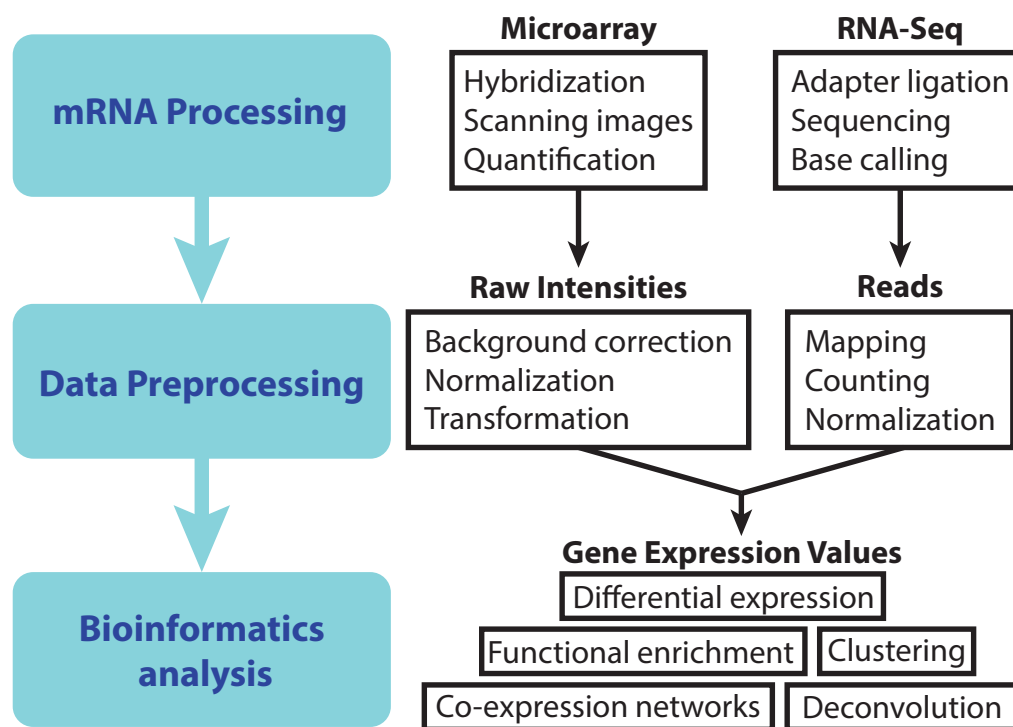 mRNA Processing
Microarray
Hybridization
Scanning images
Quantification
RNA-Seq
Adapter ligation
Sequencing
Base calling
Data Preprocessing
Raw Intensities
Background correction
Normalization
Transformation
Reads
Mapping
Counting
Normalization
Bioinformatics
analysis
Gene Expression Values
Differential expression
Functional enrichment
Clustering
Co-expression networks
Deconvolution